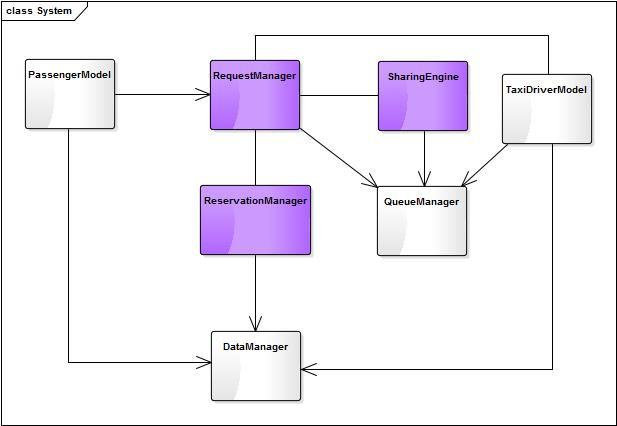 class System
PassengerModel
RequestManager
SharingEngine
TaxiDriverModel
ReservationManager
QueueManager
DataManager